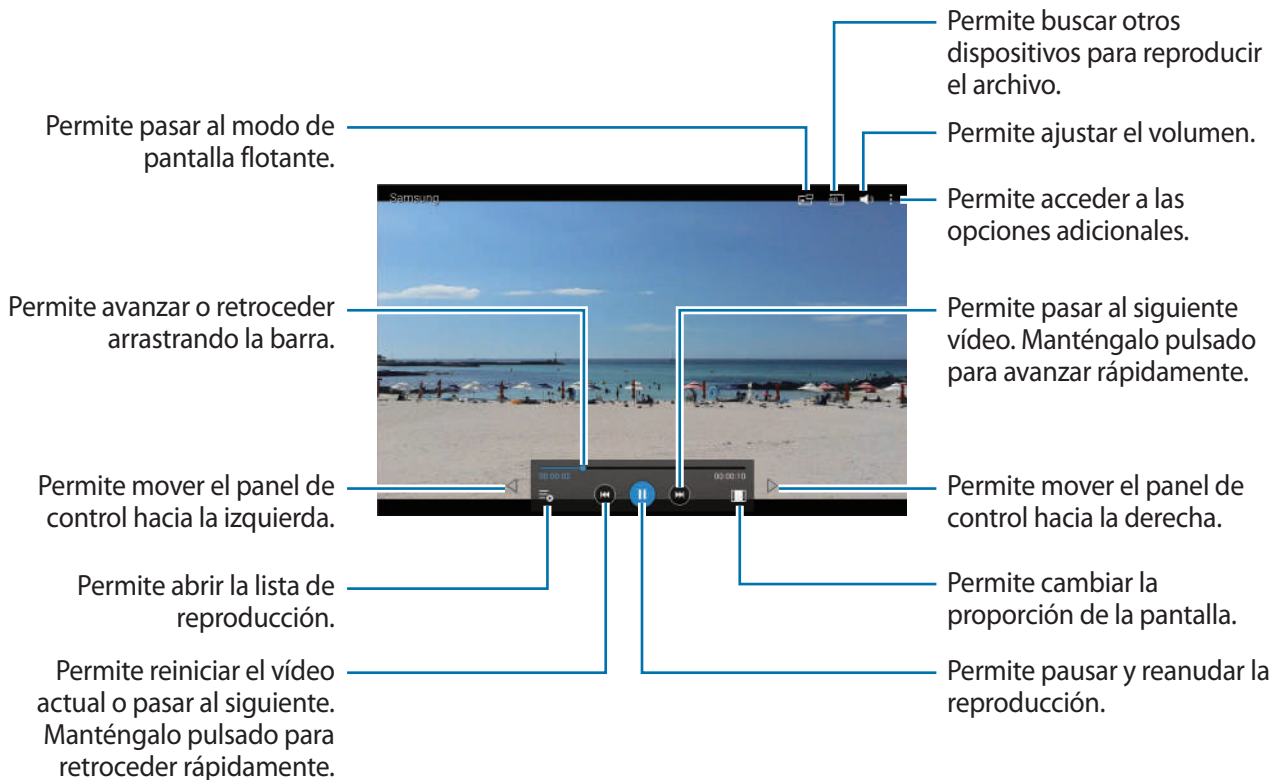 Permite buscar otros
dispositivos para reproducir
el archivo.
Permite pasar al modo de
pantalla flotante.
Permite ajustar el volumen.
Samsung
Permite acceder a las
opciones adicionales.
Permite avanzar o retroceder
arrastrando la barra.
Permite pasar al siguiente
vídeo. Manténgalo pulsado
para avanzar rápidamente.
00:00:10
Permite mover el panel de
control hacia la izquierda.
Permite mover el panel de
control hacia la derecha.
Permite abrir la lista de
reproducción.
Permite cambiar la
proporción de la pantalla.
Permite reiniciar el vídeo
actual o pasar al siguiente.
Manténgalo pulsado para
retroceder rápidamente.
Permite pausar y reanudar la
reproducción.